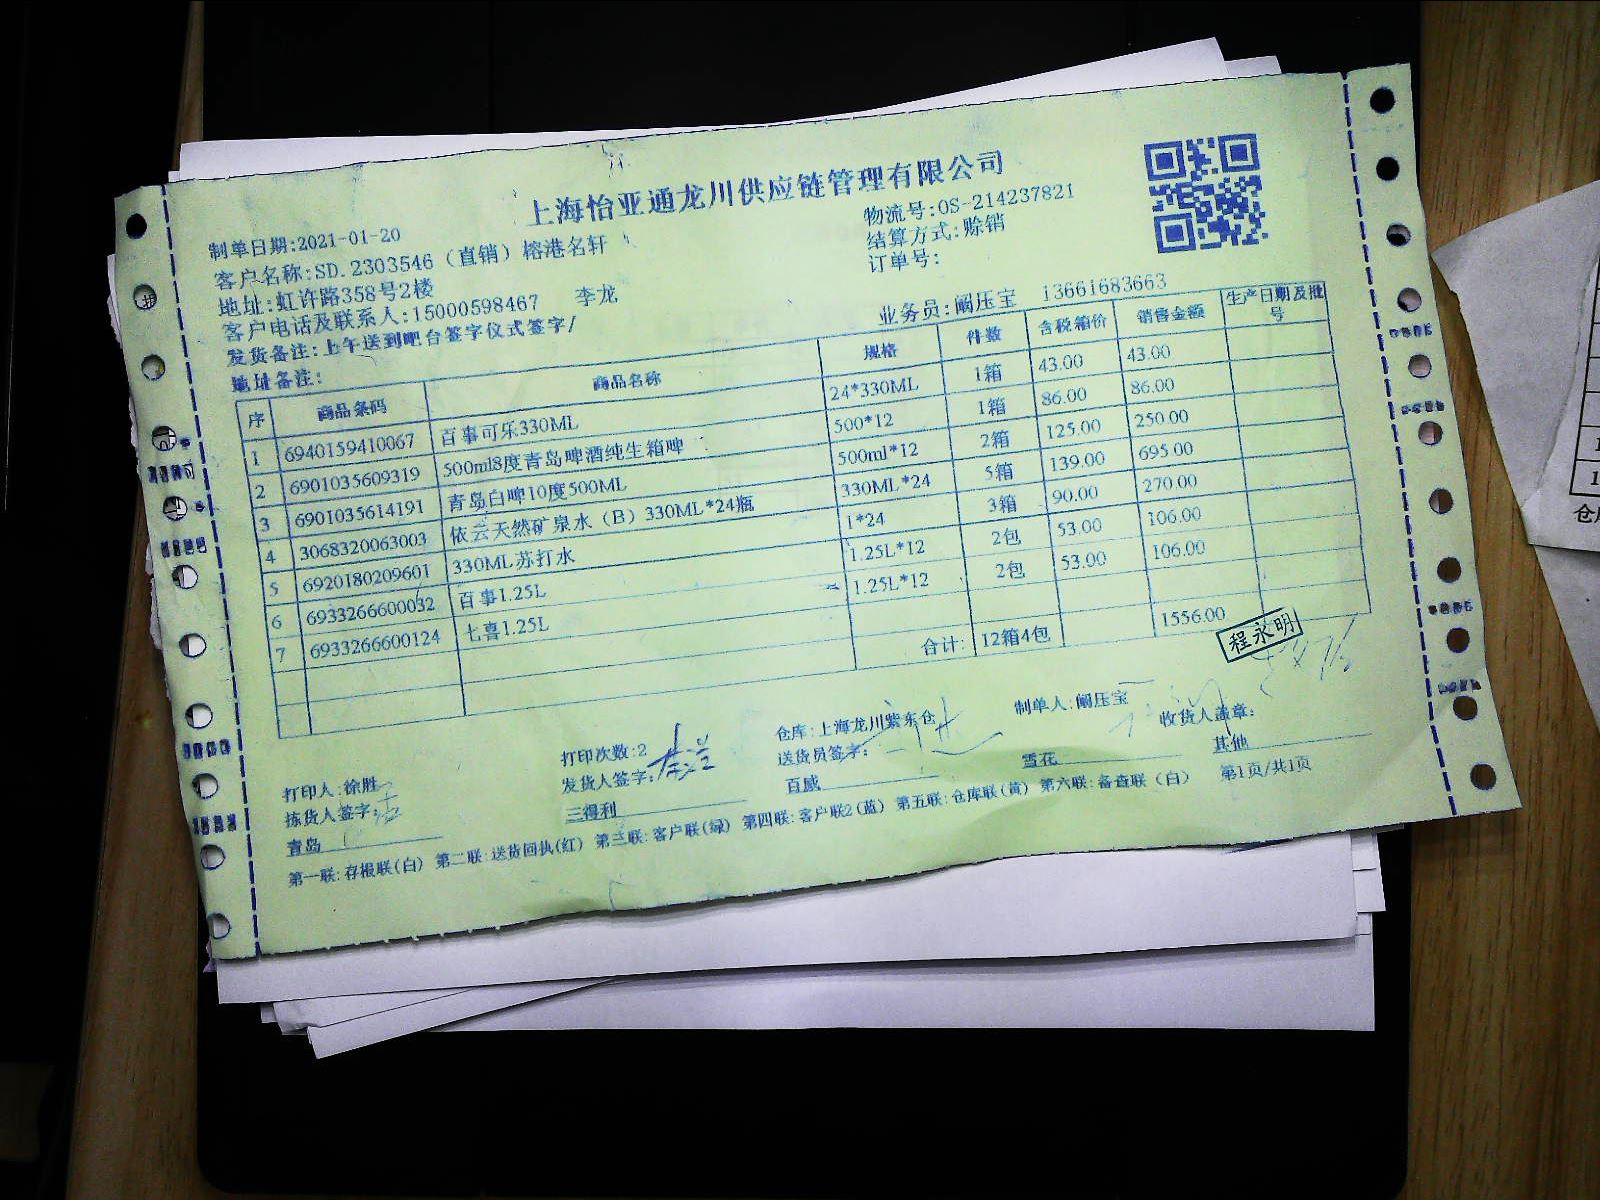 上海怡亚通龙川供应链管理有限公司
制单日期:2021-01-20
物流号:OS-214237821
客户名称:SD.2303546（直销）榕港名轩
结算方式:赊销
地址:虹许路358号2楼
订单号:
客户电话及联系人:15000598467 李龙
业务员:阚压宝 13661683663
发货备注:上午送到吧台签字仪式签字/
地址备注:
序 商品条码 商品名称 规格 件数 含税箱价 销售金额 生产日期及批号
1 6940159410067 百事可乐330ML 24*330ML 1箱 43.00 43.00
2 6901035609319 500ml8度青岛啤酒纯生箱啤 500*12 1箱 86.00 86.00
3 6901035614191 青岛白啤10度500ML 500ml*12 2箱 125.00 250.00
4 3068320063003 依云天然矿泉水（B）330ML*24瓶 330ML*24 5箱 139.00 695.00
5 6920180209601 330ML苏打水 1*24 3箱 90.00 270.00
6 6933266600032 百事1.25L 1.25L*12 2包 53.00 106.00
7 6933266600124 七喜1.25L 1.25L*12 2包 53.00 106.00
合计: 12箱4包 1556.00
程永明
打印人:徐胜 打印次数:2 仓库:上海龙川紫东仓 制单人:阚压宝 收货人盖章:
拣货人签字: 发货人签字: 送货员签字:
青岛 三得利 百威 雪花 其他
第一联:存根联(白) 第二联:送货回执(红) 第三联:客户联(绿) 第四联:客户联2(蓝) 第五联:仓库联(黄) 第六联:备查联（白） 第1页/共1页